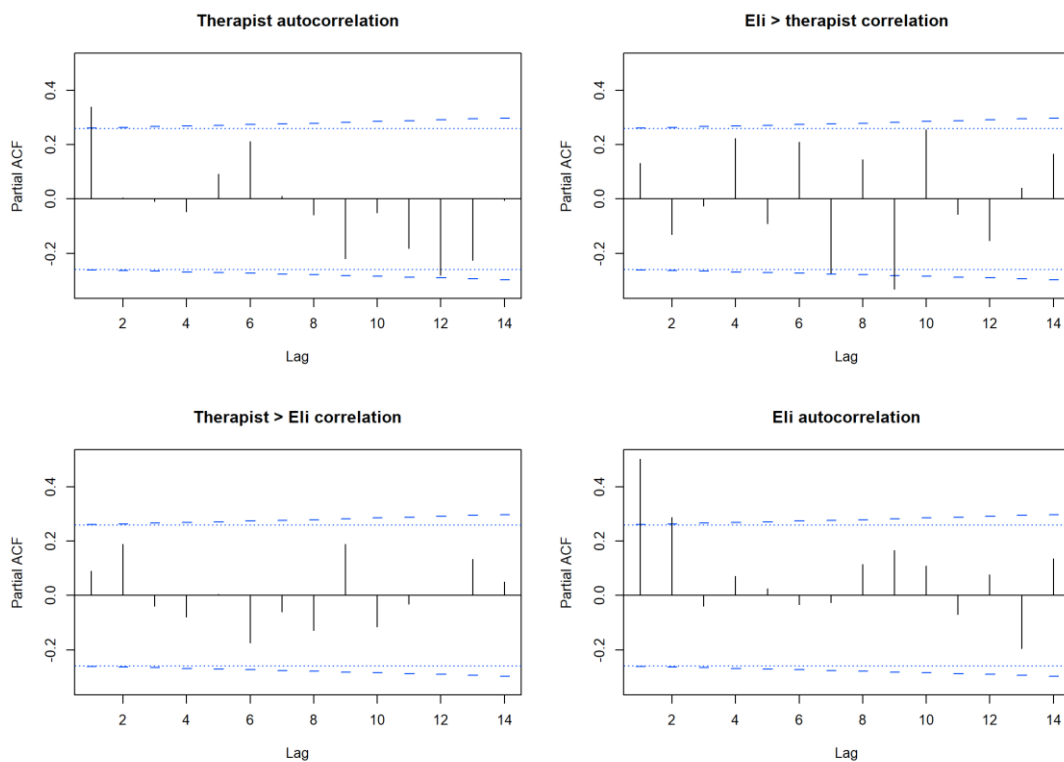 Therapist autocorrelation
Partial ACF
0.4
0.2
0.0
-0.2
2 4 6 8 10 12 14
Lag
Eli > therapist correlation
Partial ACF
0.4
0.2
0.0
-0.2
2 4 6 8 10 12 14
Lag
Therapist > Eli correlation
Partial ACF
0.4
0.2
0.0
-0.2
2 4 6 8 10 12 14
Lag
Eli autocorrelation
Partial ACF
0.4
0.2
0.0
-0.2
2 4 6 8 10 12 14
Lag